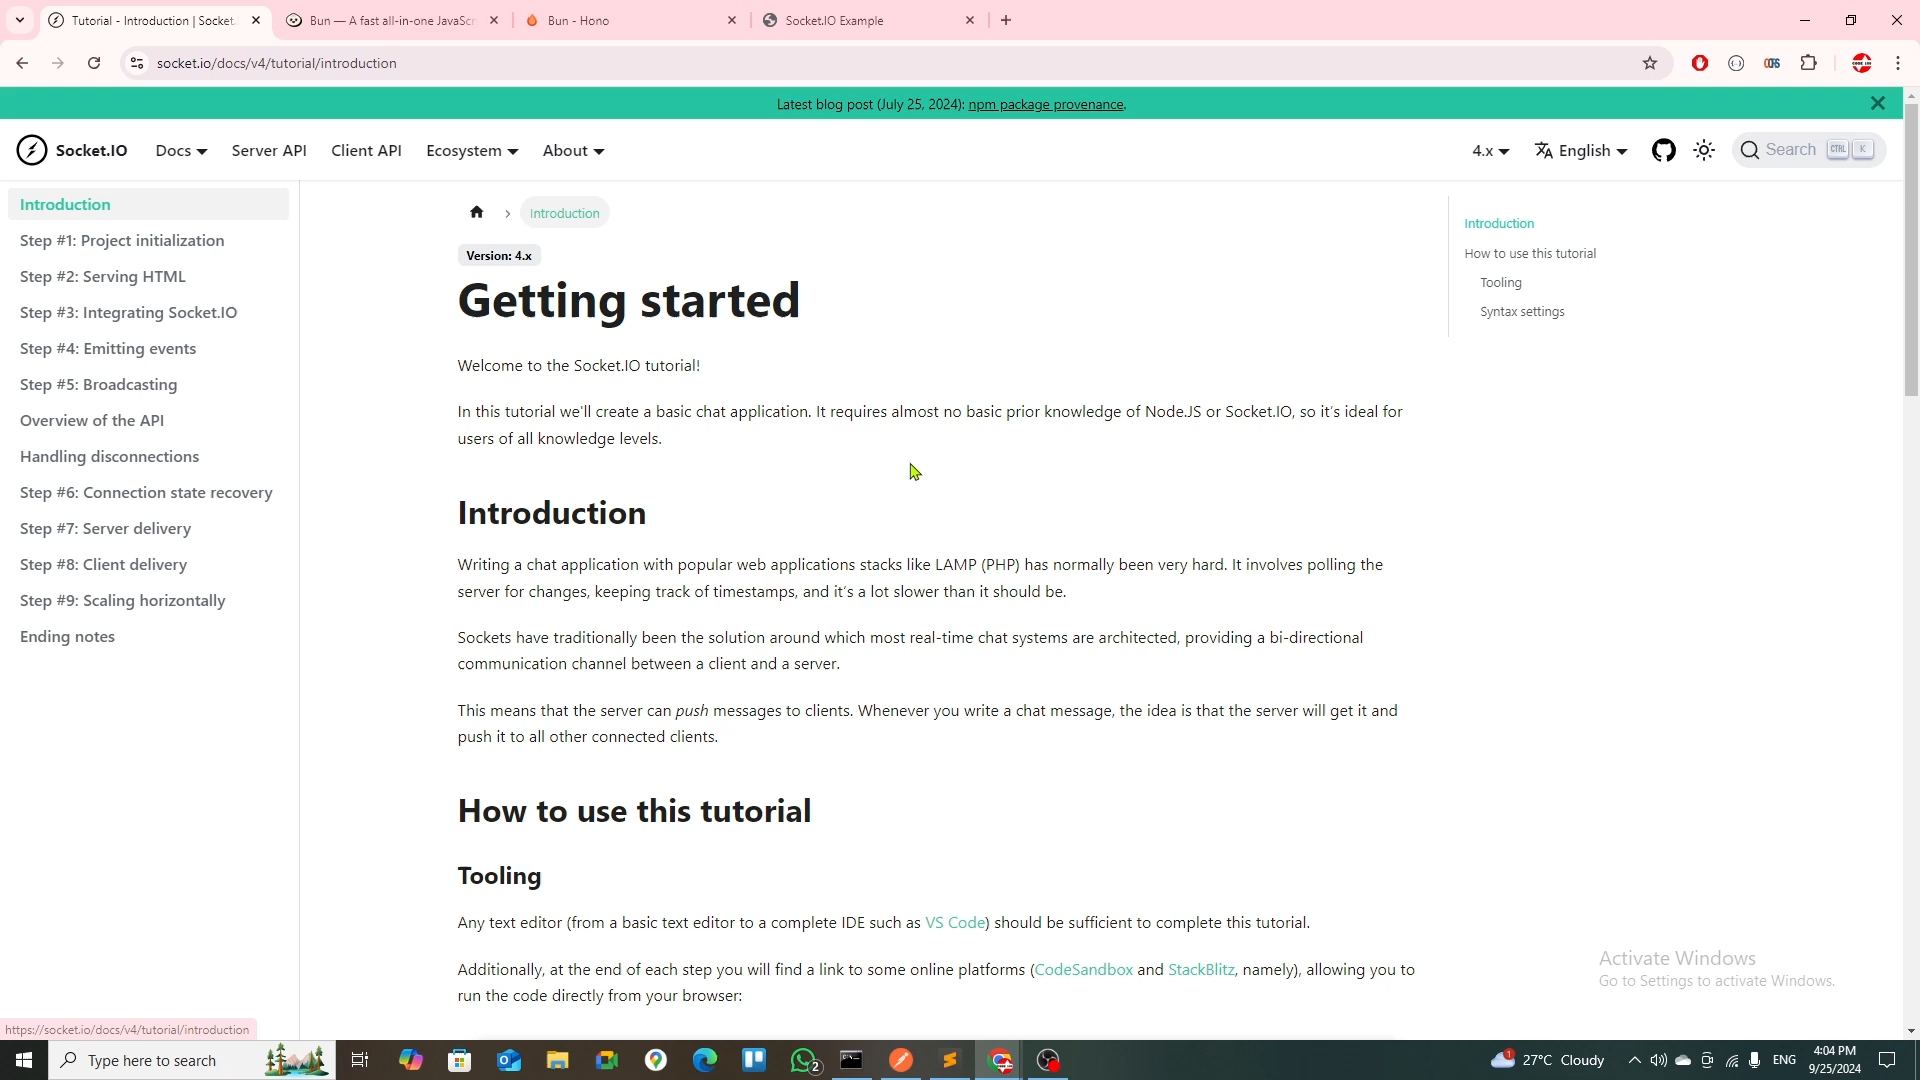 Tutorial - Introduction | Socket.
Bun — A fast all-in-one JavaScr
Bun - Hono
Socket.IO Example
socket.io/docs/v4/tutorial/introduction
Latest blog post (July 25, 2024): npm package provenance.
Socket.IO
Docs
Server API
Client API
Ecosystem
About
4.x
English
Search
CTRL
K
Introduction
Step #1: Project initialization
Step #2: Serving HTML
Step #3: Integrating Socket.IO
Step #4: Emitting events
Step #5: Broadcasting
Overview of the API
Handling disconnections
Step #6: Connection state recovery
Step #7: Server delivery
Step #8: Client delivery
Step #9: Scaling horizontally
Ending notes
Introduction
Version: 4.x
Getting started
Welcome to the Socket.IO tutorial!
In this tutorial we'll create a basic chat application. It requires almost no basic prior knowledge of Node.JS or Socket.IO, so it's ideal for
users of all knowledge levels.
Introduction
Writing a chat application with popular web applications stacks like LAMP (PHP) has normally been very hard. It involves polling the
server for changes, keeping track of timestamps, and it's a lot slower than it should be.
Sockets have traditionally been the solution around which most real-time chat systems are architected, providing a bi-directional
communication channel between a client and a server.
This means that the server can push messages to clients. Whenever you write a chat message, the idea is that the server will get it and
push it to all other connected clients.
How to use this tutorial
Tooling
Any text editor (from a basic text editor to a complete IDE such as VS Code) should be sufficient to complete this tutorial.
Additionally, at the end of each step you will find a link to some online platforms (CodeSandbox and StackBlitz, namely), allowing you to
run the code directly from your browser:
Introduction
How to use this tutorial
Tooling
Syntax settings
Activate Windows
Go to Settings to activate Windows.
https://socket.io/docs/v4/tutorial/introduction
Type here to search
2
1
27°C Cloudy
ENG
4:04 PM
9/25/2024